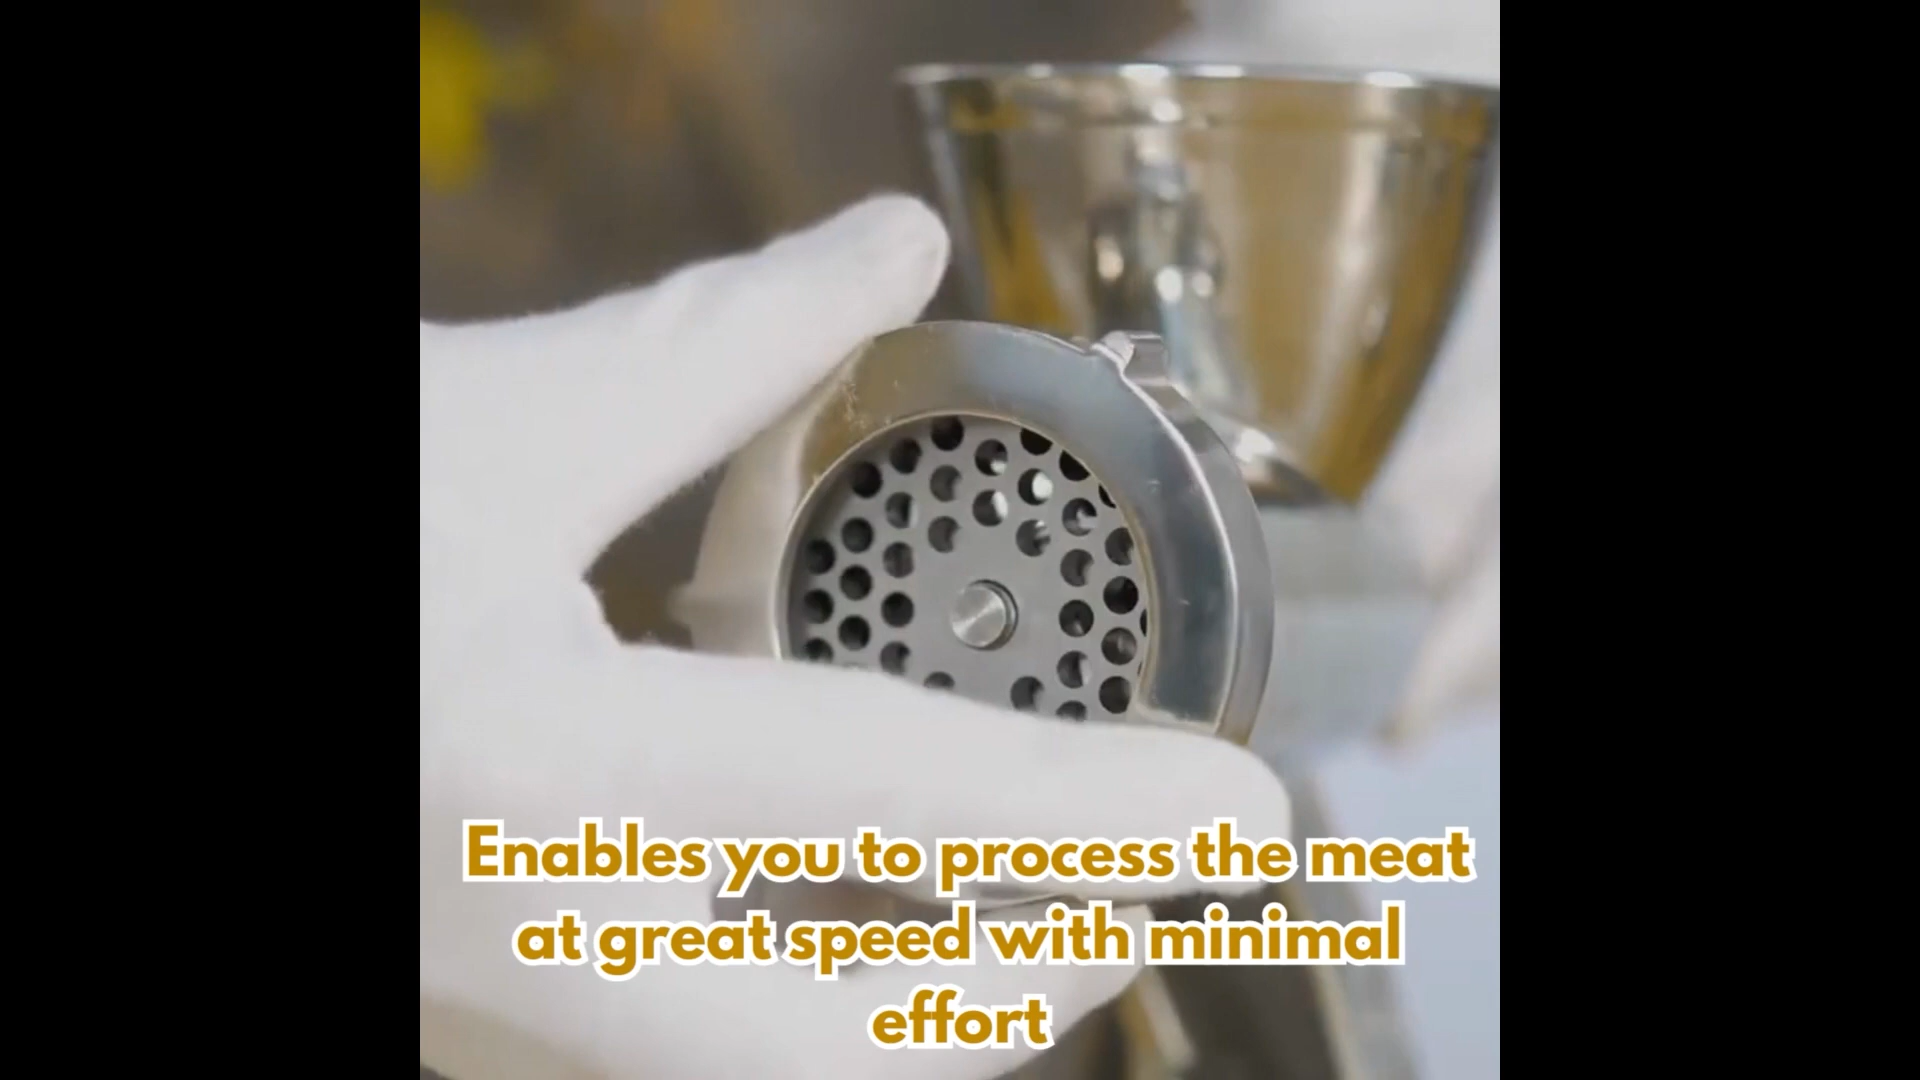 Enables you to process the meat
at great speed with minimal
effort